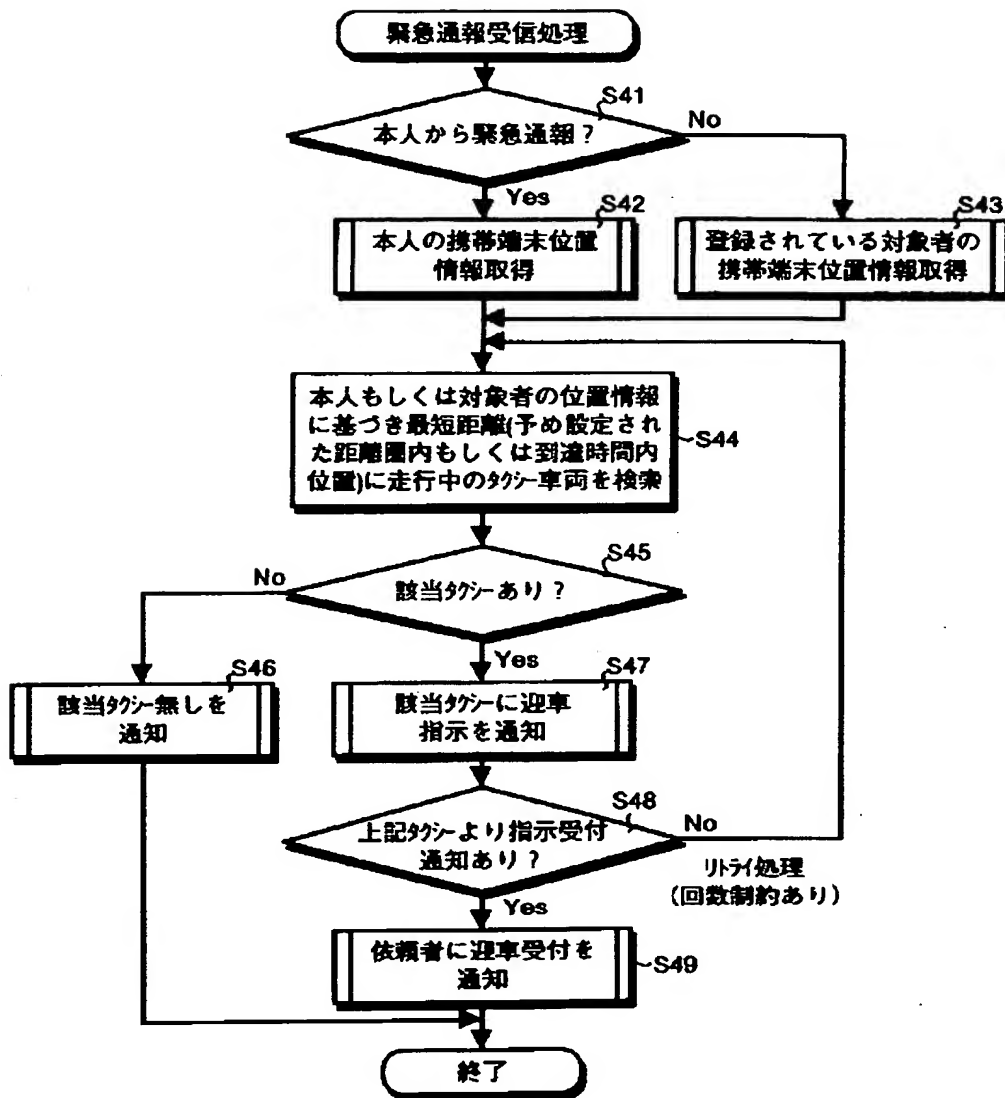 緊急通報受信処理
S41
本人から緊急通報？
No
Yes
S42
本人の携帯端末位置
情報取得
S43
登録されている対象者の
携帯端末位置情報取得
本人もしくは対象者の位置情報
に基づき最短距離(予め設定され
た距離圏内もしくは到達時間内
位置)に走行中のﾀｸｼｰ車両を検索
S44
S45
該当ﾀｸｼｰあり？
No
Yes
S46
該当ﾀｸｼｰ無しを
通知
S47
該当ﾀｸｼｰに迎車
指示を通知
S48
上記ﾀｸｼｰより指示受付
通知あり？
No
ﾘﾄﾗｲ処理
(回数制約あり)
Yes
依頼者に迎車受付を
通知
S49
終了